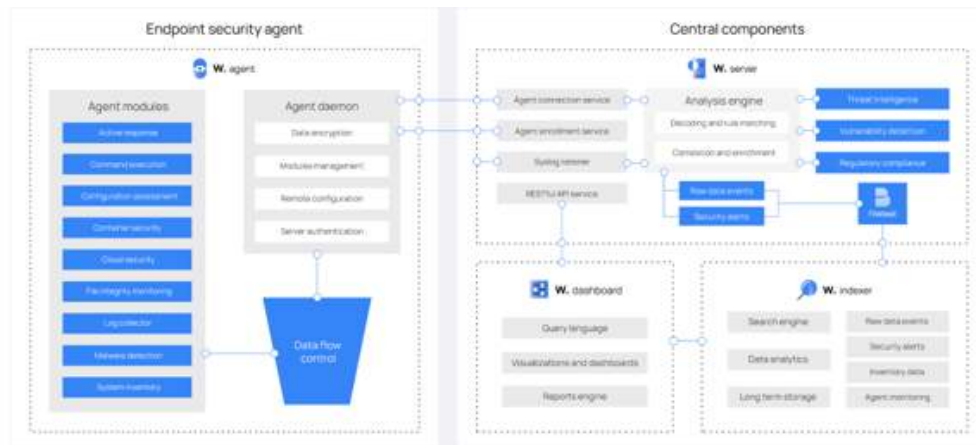 Endpoint security agent
W. agent
Agent modules
Active response
Command execution
Configuration assessment
Container security
Cloud security
File integrity monitoring
Log collector
Malware detection
System inventory
Agent daemon
Data encryption
Modules management
Remote configuration
Server authentication
Data flow
control
Central components
W. server
Agent connection service
Agent enrollment service
Syslog listener
RESTful API service
Analysis engine
Decoding and rule matching
Correlation and enrichment
Threat intelligence
Vulnerability detection
Regulatory compliance
Raw data events
Security alerts
Filebeat
W. dashboard
Query language
Visualizations and dashboards
Reports engine
W. indexer
Search engine
Data analytics
Long term storage
Raw data events
Security alerts
Inventory data
Agent monitoring